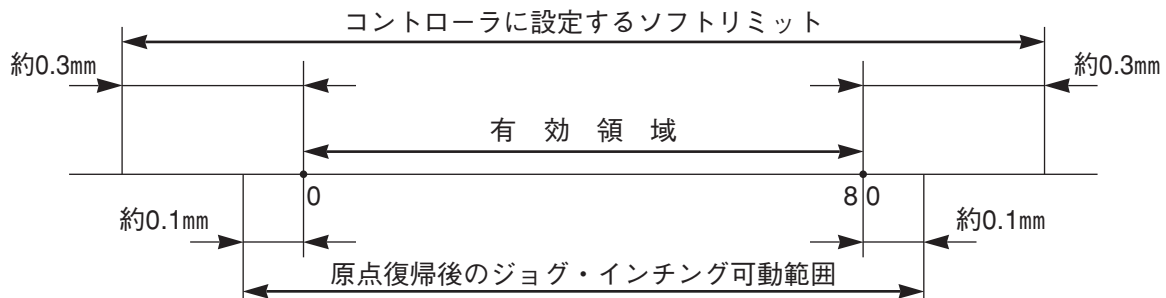 コントローラに設定するソフトリミット
約0.3㎜
約0.3㎜
有 効 領 域
0
80
約0.1㎜
約0.1㎜
原点復帰後のジョグ・インチング可動範囲